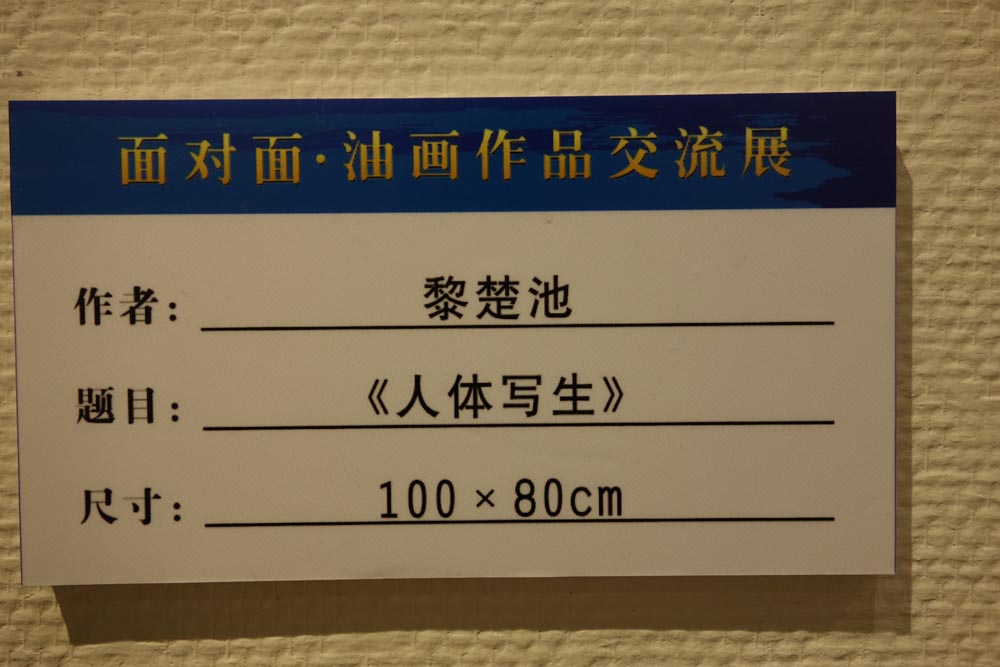 面对面·油画作品交流展
作者： 黎楚池
题目： 《人体写生》
尺寸： 100×80cm